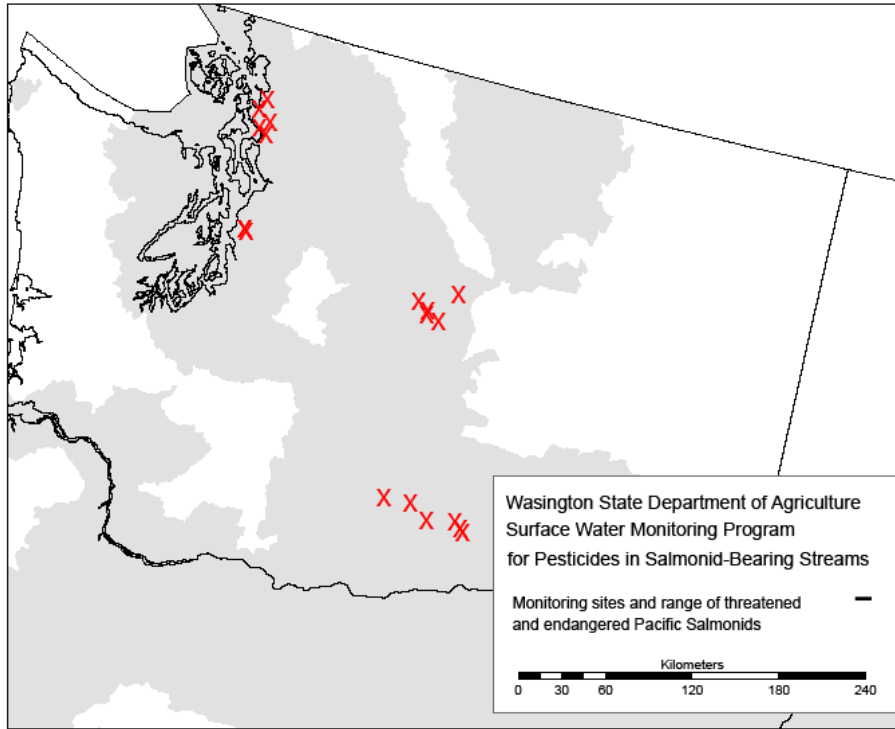 Wasington State Department of Agriculture
Surface Water Monitoring Program
for Pesticides in Salmonid-Bearing Streams
Monitoring sites and range of threatened
and endangered Pacific Salmonids
Kilometers
0 30 60 120 180 240